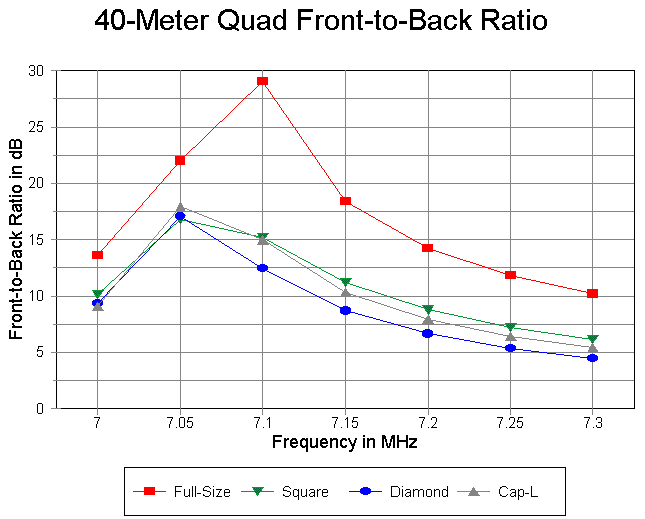 40-Meter Quad Front-to-Back Ratio
Front-to-Back Ratio in dB
30
25
20
15
10
5
0
7 7.05 7.1 7.15 7.2 7.25 7.3
Frequency in MHz
Full-Size Square Diamond Cap-L